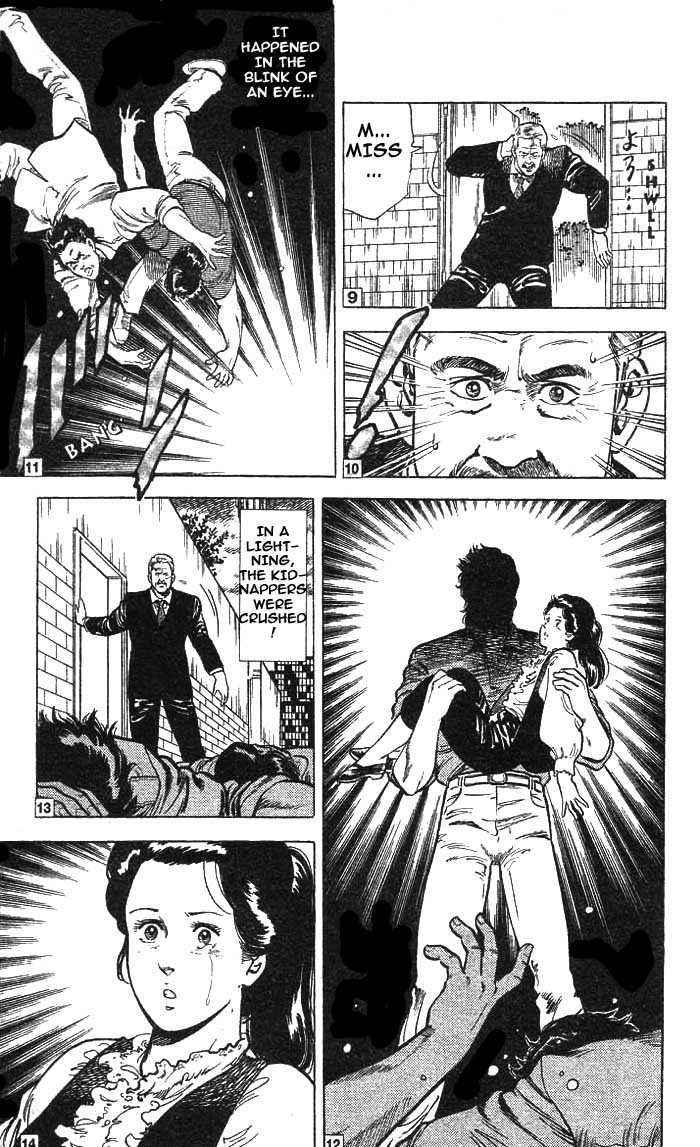 M...
MISS
...
よろ...
SHWLL
9
10
IT
HAPPENED
IN THE
BLINK OF
AN EYE...
BANG
11
12
IN A
LIGHT-
NING,
THE KID-
NAPPERS
WERE
CRUSHED
!
13
14